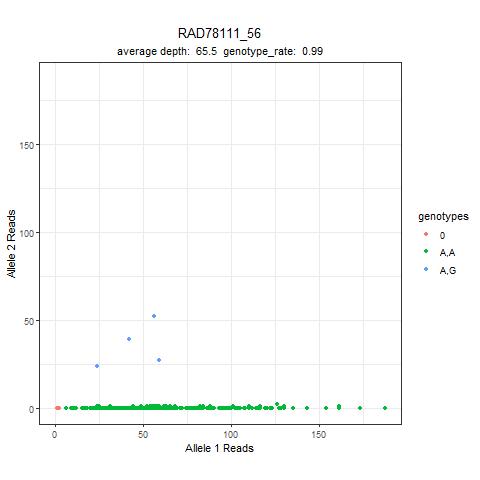 RAD78111_56
average depth: 65.5 genotype_rate: 0.99
150
100
50
0
Allele 2 Reads
0 50 100 150
Allele 1 Reads
genotypes
0
A,A
A,G